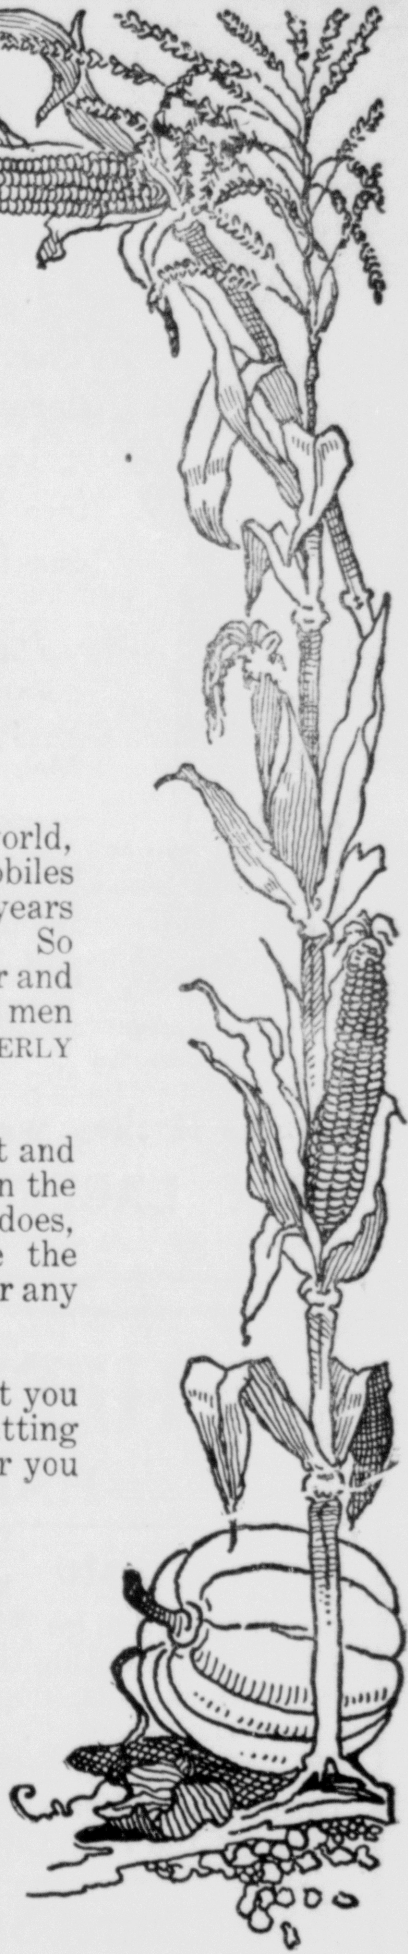 orld,
obiles
years
So
r and
men
ERLY
t and
n the
does,
e the
r any
t you
tting
r you